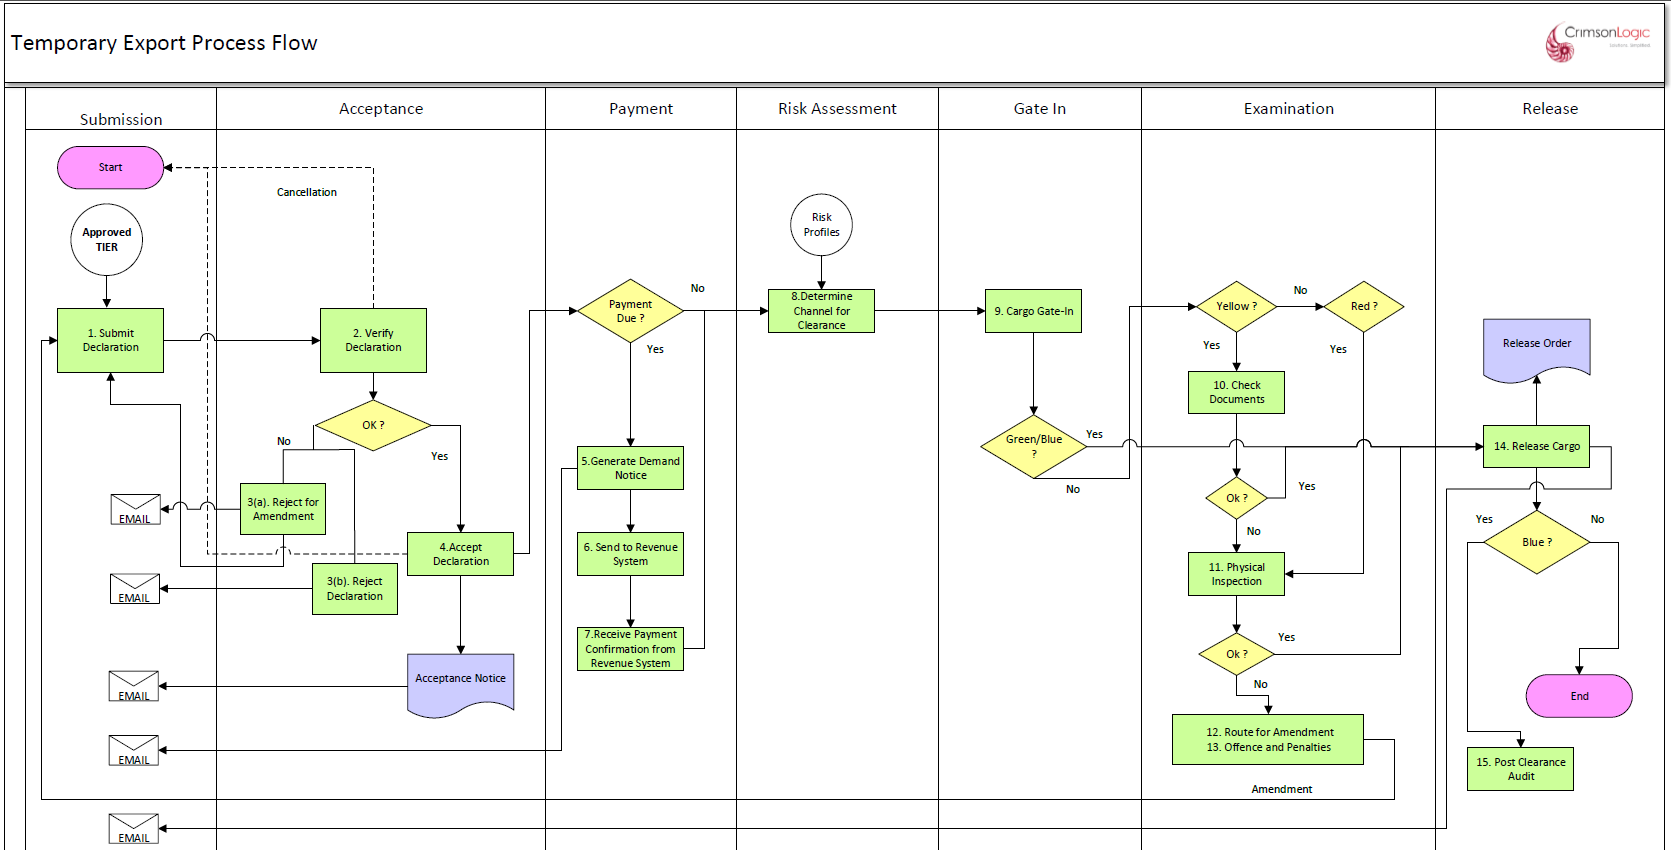 Temporary Export Process Flow
CrimsonLogic
Submission
Acceptance
Payment
Risk Assessment
Gate In
Examination
Release
Start
Cancellation
Approved
TIER
Risk
Profiles
1. Submit
Declaration
2. Verify
Declaration
Payment
Due ?
No
Yes
8.Determine
Channel for
Clearance
9. Cargo Gate-In
Yellow ?
No
Red ?
Yes
Yes
Release Order
10. Check
Documents
OK ?
No
Yes
Green/Blue
?
Yes
No
14. Release Cargo
5.Generate Demand
Notice
3(a). Reject for
Amendment
EMAIL
Ok ?
Yes
No
Yes
No
Blue ?
4.Accept
Declaration
6. Send to Revenue
System
11. Physical
Inspection
3(b). Reject
Declaration
EMAIL
7.Receive Payment
Confirmation from
Revenue System
Ok ?
Yes
No
Acceptance Notice
EMAIL
End
12. Route for Amendment
13. Offence and Penalties
EMAIL
15. Post Clearance
Audit
Amendment
EMAIL